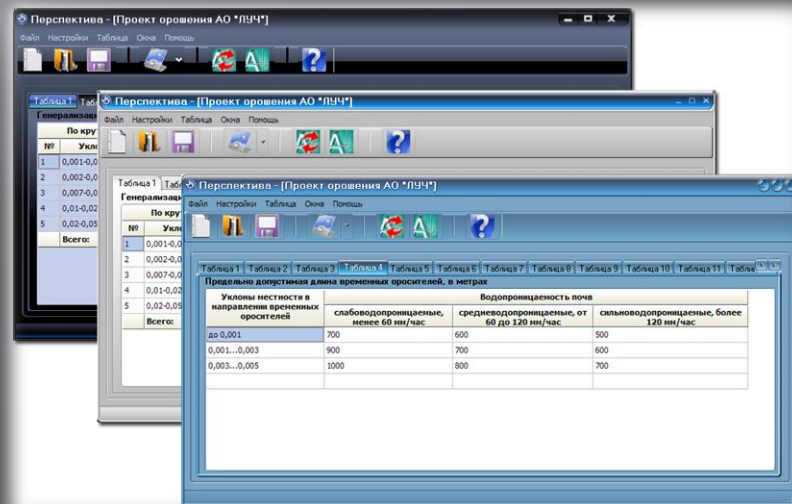 Перспектива - [Проект орошения АО "ЛУЧ"]
Файл Настройки Таблица Окна Помощь
Таблица 1
№
По кру
1 0,001-0,0
2 0,002-0,0
3 0,007-0,0
4 0,01-0,02
5 0,02-0,05
Всего:
Перспектива - [Проект орошения АО "ЛУЧ"]
Файл Настройки Таблица Окна Помощь
Таблица 1
По кру
№ Укло
1 0,001-0,0
2 0,002-0,0
3 0,007-0,0
4 0,01-0,02
5 0,02-0,05
Всего:
Перспектива - [Проект орошения АО "ЛУЧ"]
Файл Настройки Таблица Окна Помощь
Таблица 1 Таблица 2 Таблица 3 Таблица 4 Таблица 5 Таблица 6 Таблица 7 Таблица 8 Таблица 9 Таблица 10 Таблица 11 Таблиц
Предельно допустимая длина временных оросителей, в метрах
Уклоны местности в направлении временных оросителей
Водопроницаемость почв
слабоводопроницаемые, менее 60 мм/час
средневодопроницаемые, от 60 до 120 мм/час
сильноводопроницаемые, более 120 мм/час
до 0,001 700 600 500
0,001...0,003 900 700 600
0,003...0,005 1000 800 700